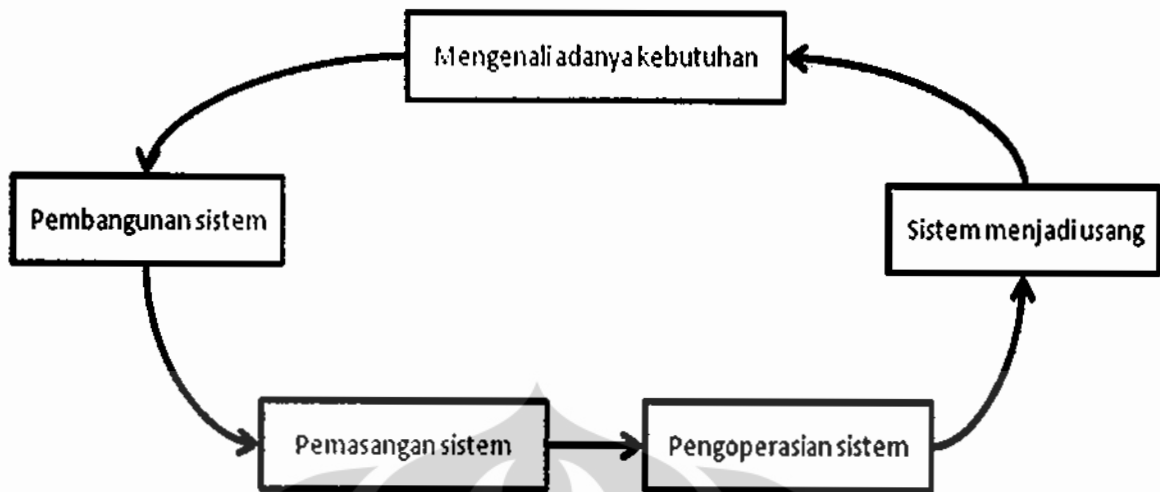 Mengenali adanya kebutuhan
Pembangunan sistem
Sistem menjadi usang
Pemasangan sistem
Pengoperasian sistem